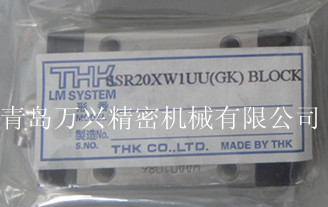 THK SSR20XW1UU(GK) BLOCK
LM SYSTEM
青岛万兴精密机械有限公司
製造No.
S.NO.
THK CO.,LTD. MADE BY THK